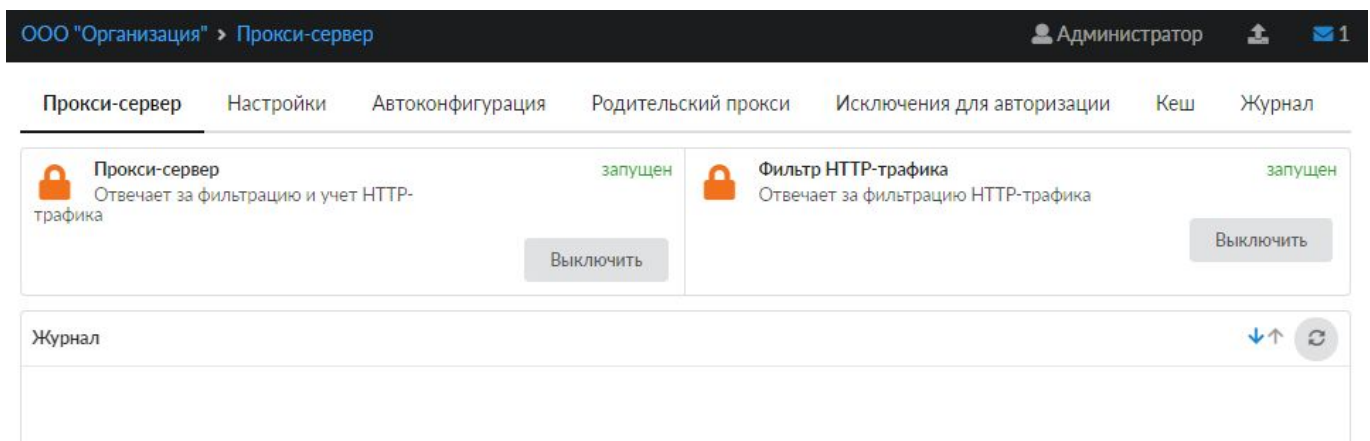 ООО "Организация" > Прокси-сервер Администратор 1
Прокси-сервер Настройки Автоконфигурация Родительский прокси Исключения для авторизации Кеш Журнал
Прокси-сервер запущен
Отвечает за фильтрацию и учет HTTP-
трафика
Выключить
Фильтр HTTP-трафика запущен
Отвечает за фильтрацию HTTP-трафика
Выключить
Журнал